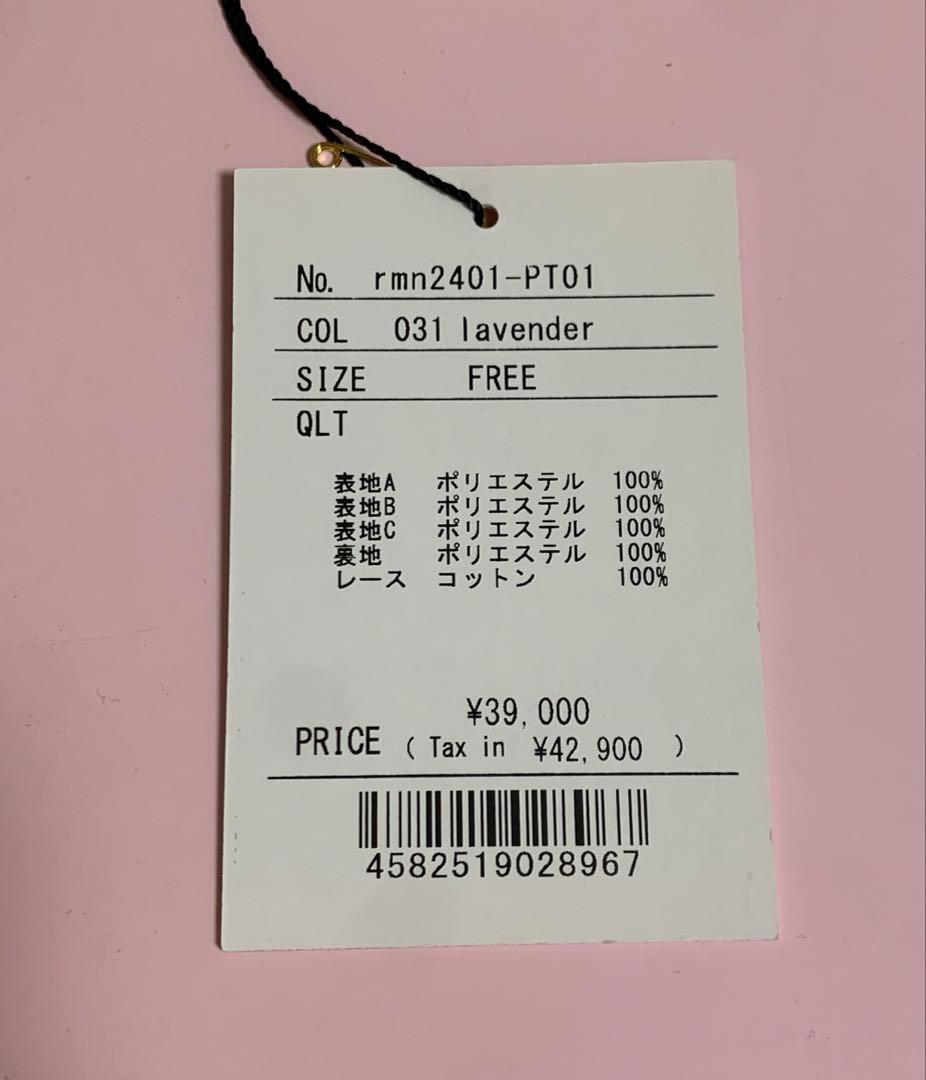 No. rmn2401-PT01
COL 031 lavender
SIZE FREE
QLT
表地A ポリエステル 100%
表地B ポリエステル 100%
表地C ポリエステル 100%
裏地 ポリエステル 100%
レース コットン 100%
¥39,000
PRICE ( Tax in ¥42,900 )
4582519028967